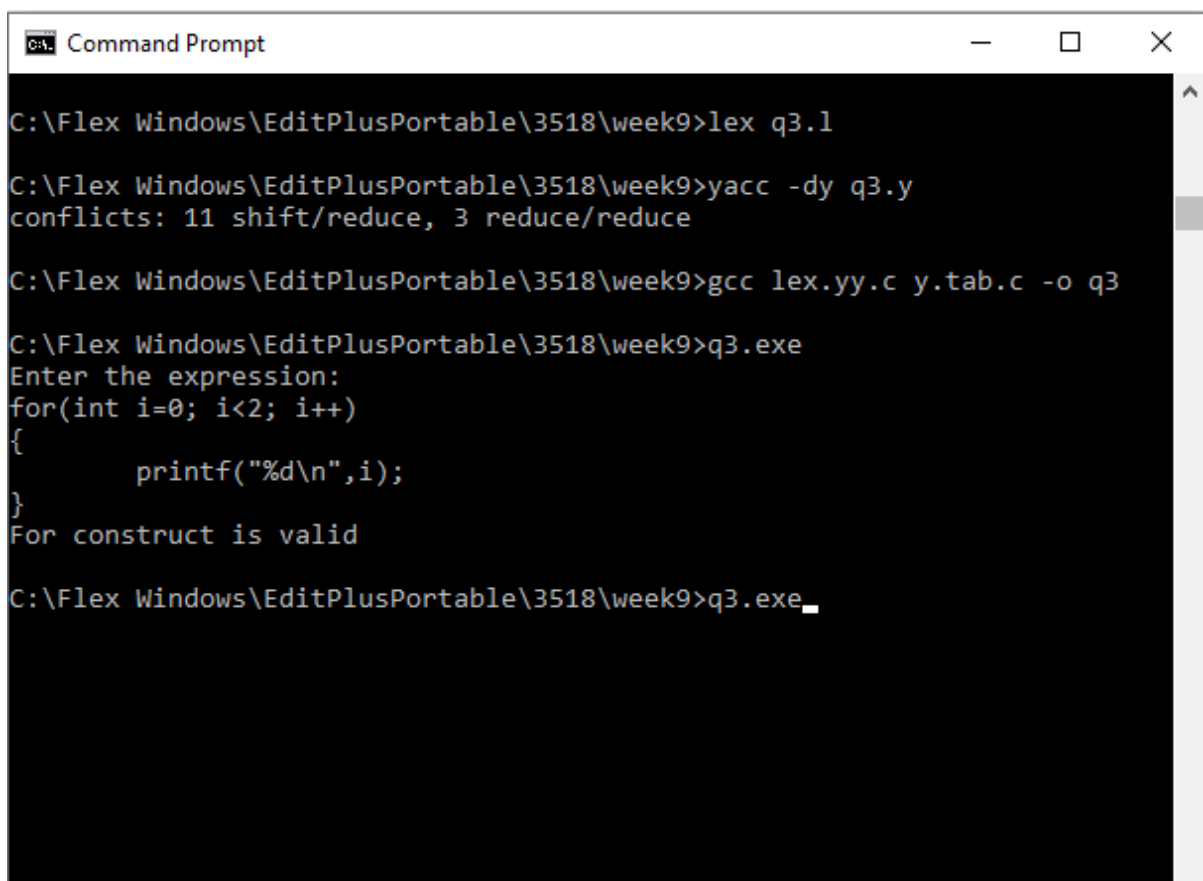 Command Prompt
C:\Flex Windows\EditPlusPortable\3518\week9>lex q3.l
C:\Flex Windows\EditPlusPortable\3518\week9>yacc -dy q3.y
conflicts: 11 shift/reduce, 3 reduce/reduce
C:\Flex Windows\EditPlusPortable\3518\week9>gcc lex.yy.c y.tab.c -o q3
C:\Flex Windows\EditPlusPortable\3518\week9>q3.exe
Enter the expression:
for(int i=0; i<2; i++)
{
        printf("%d\n",i);
}
For construct is valid
C:\Flex Windows\EditPlusPortable\3518\week9>q3.exe